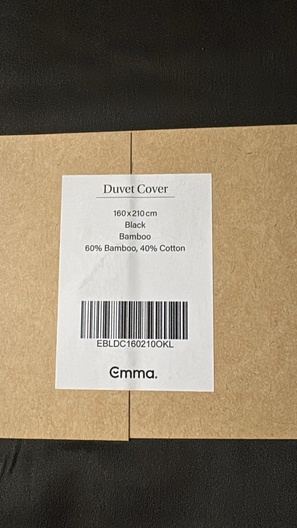 Duvet Cover
160x210cm
Black
Bamboo
60% Bamboo, 40% Cotton
EBLDC160210OKL
Emma.